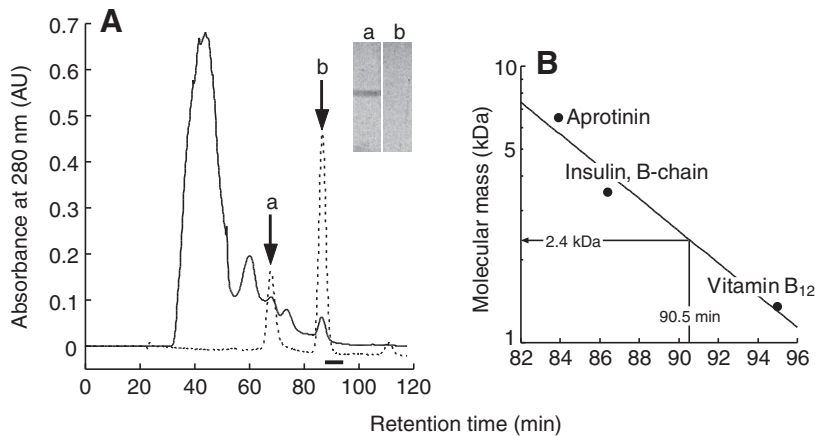 A
0.7
0.6
0.5
0.4
0.3
0.2
0.1
0
Absorbance at 280 nm (AU)
a
b
a b
0 20 40 60 80 100 120
B
10
5
1
Molecular mass (kDa)
Aprotinin
Insulin, B-chain
2.4 kDa
Vitamin B₁₂
90.5 min
82 84 86 88 90 92 94 96
Retention time (min)